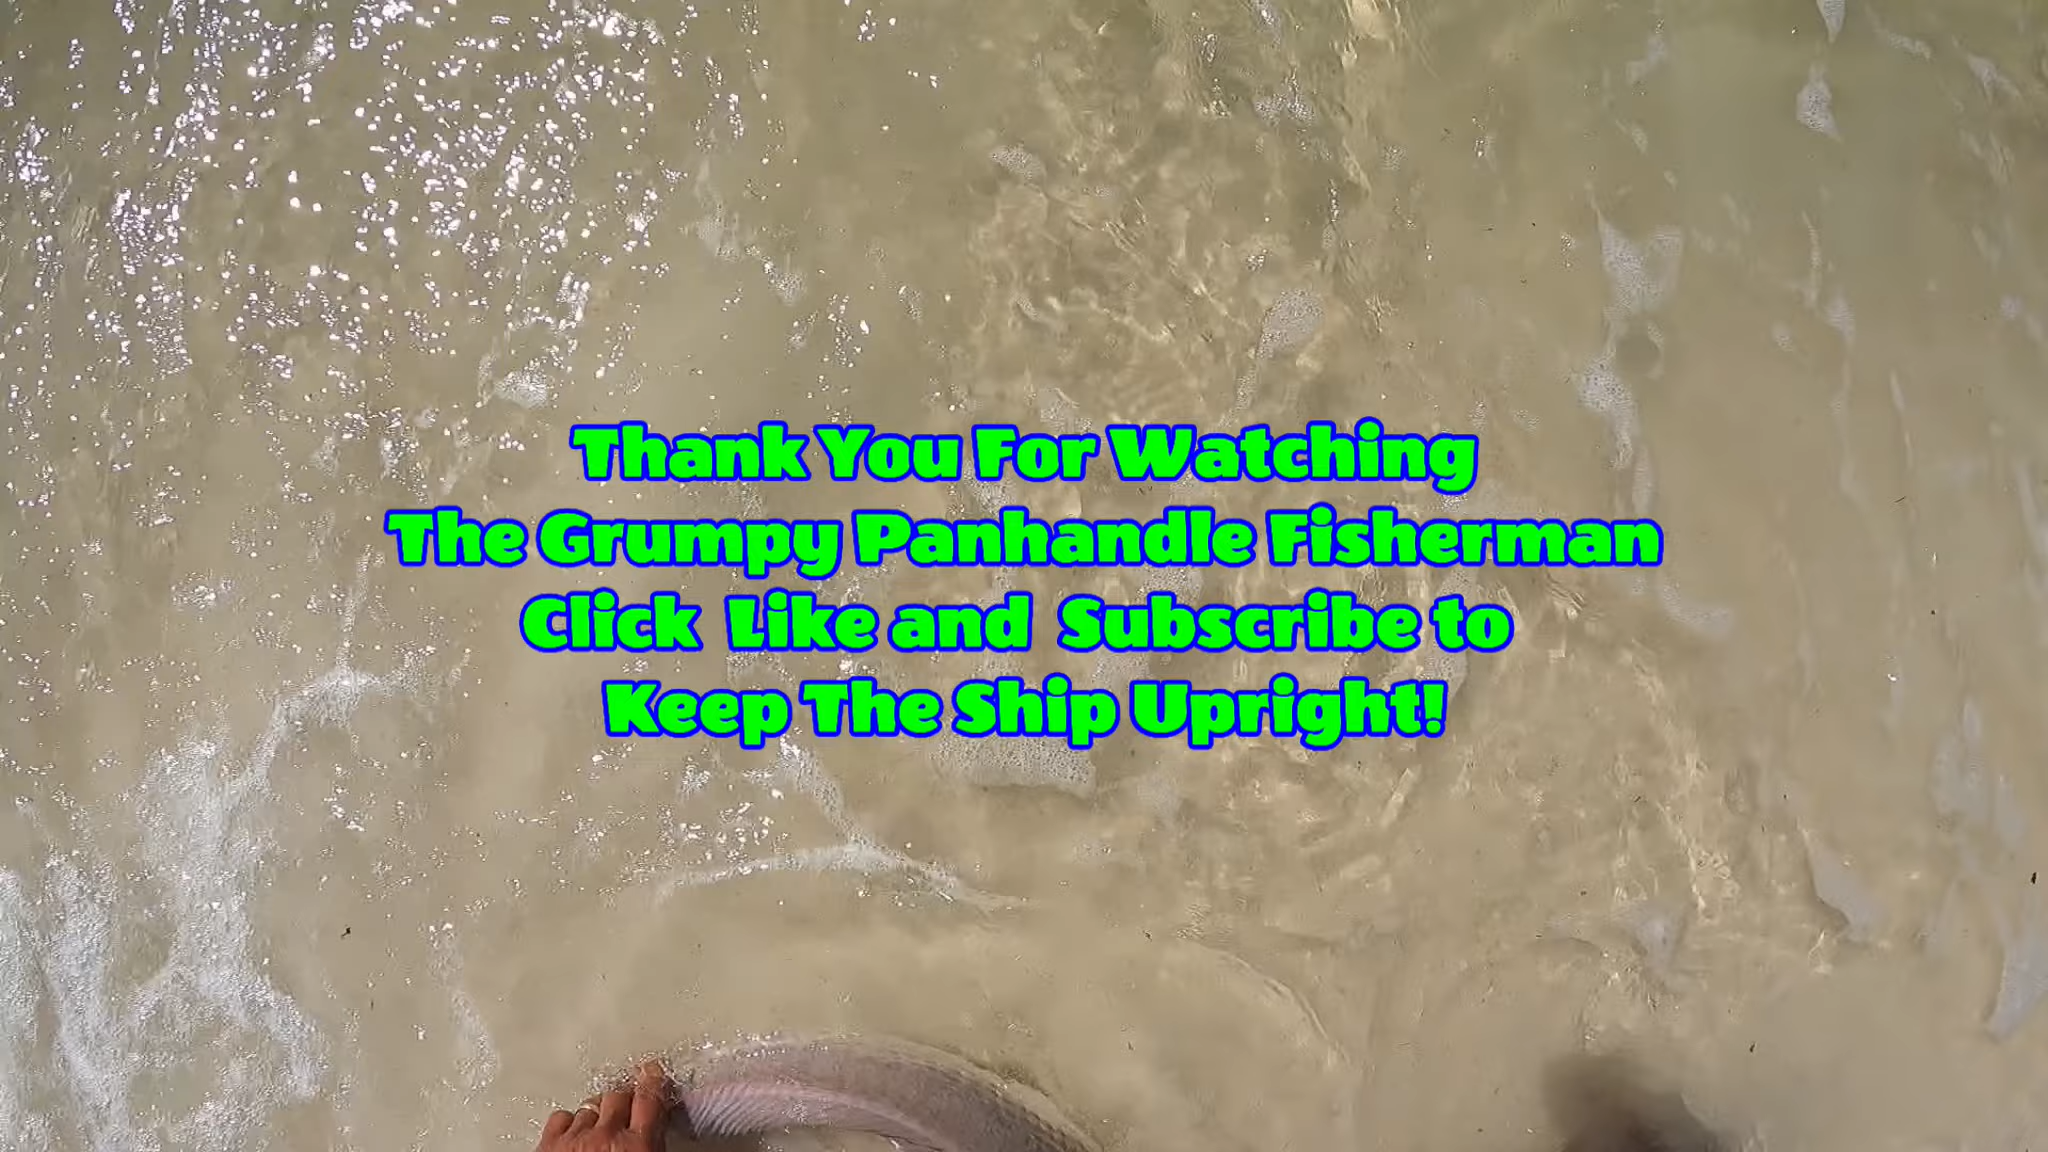 Thank You For Watching
The Grumpy Panhandle Fisherman
Click Like and Subscribe to
Keep The Ship Upright!